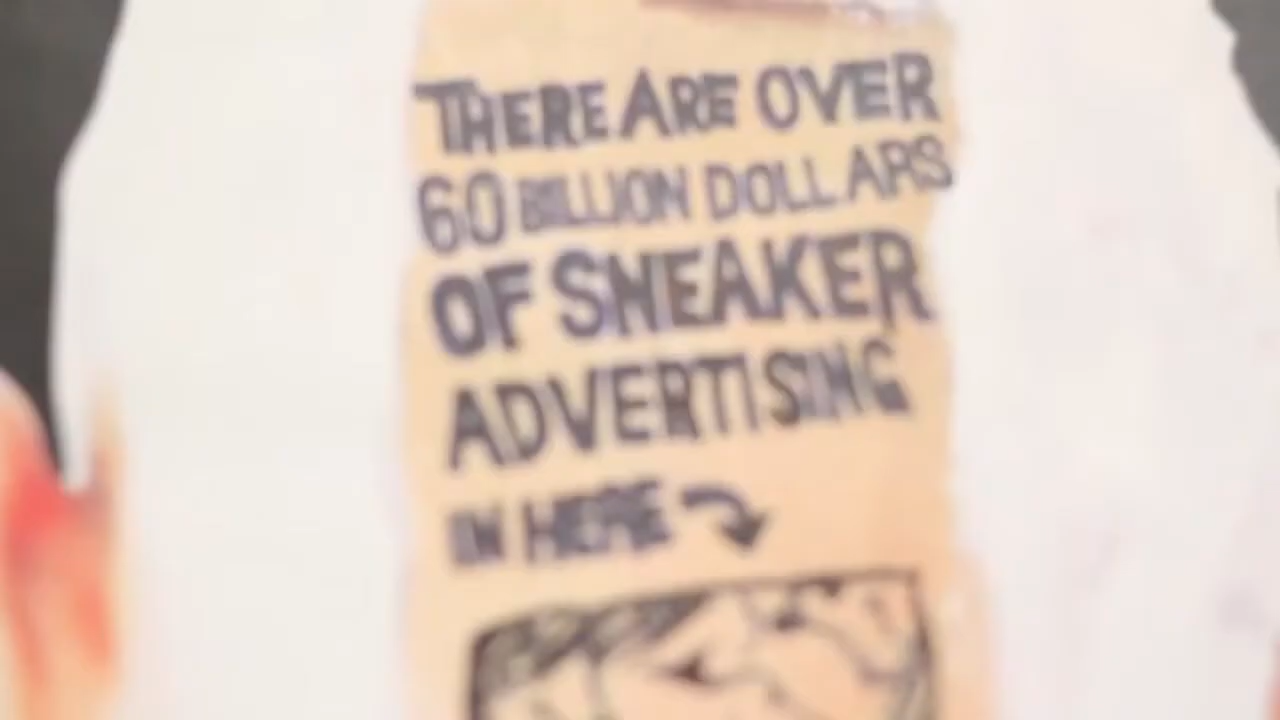 THERE ARE OVER
60 BILLION DOLLARS
OF SNEAKER
ADVERTISING
IN HERE